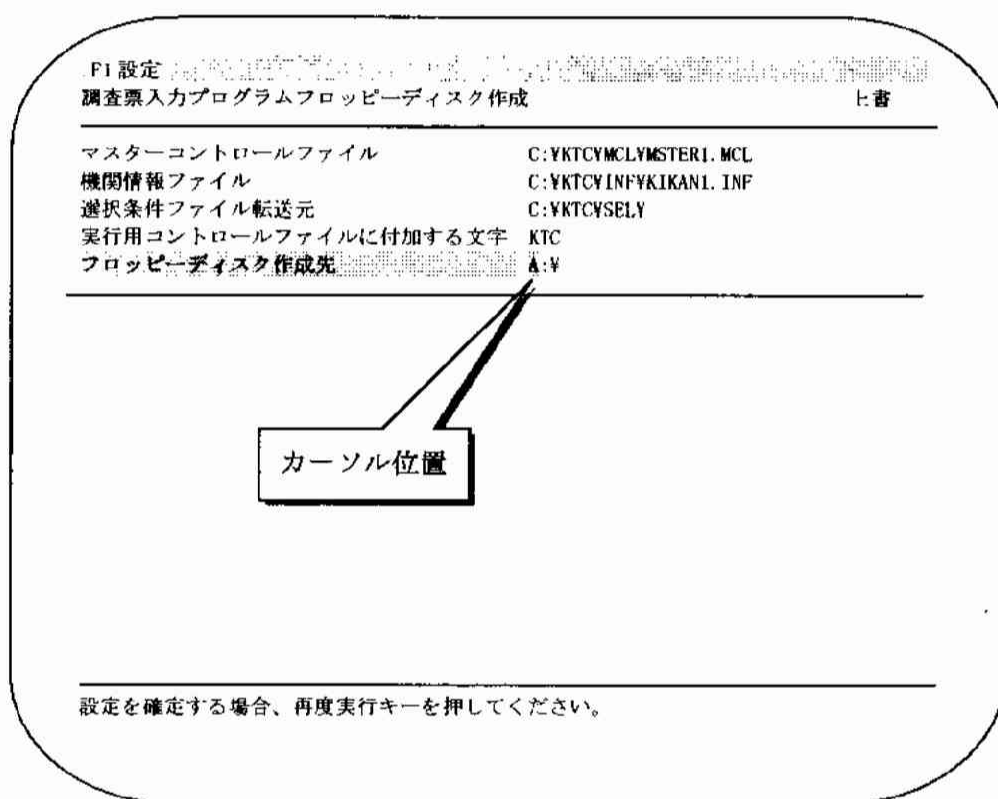 F1設定
調査票入力プログラムフロッピーディスク作成 上書
マスターコントロールファイル C:¥KTC¥MCL¥MSTER1.MCL
機関情報ファイル C:¥KTC¥INF¥KIKAN1.INF
選択条件ファイル転送元 C:¥KTC¥SEL¥
実行用コントロールファイルに付加する文字 KTC
フロッピーディスク作成先 A:¥
カーソル位置
設定を確定する場合、再度実行キーを押してください。